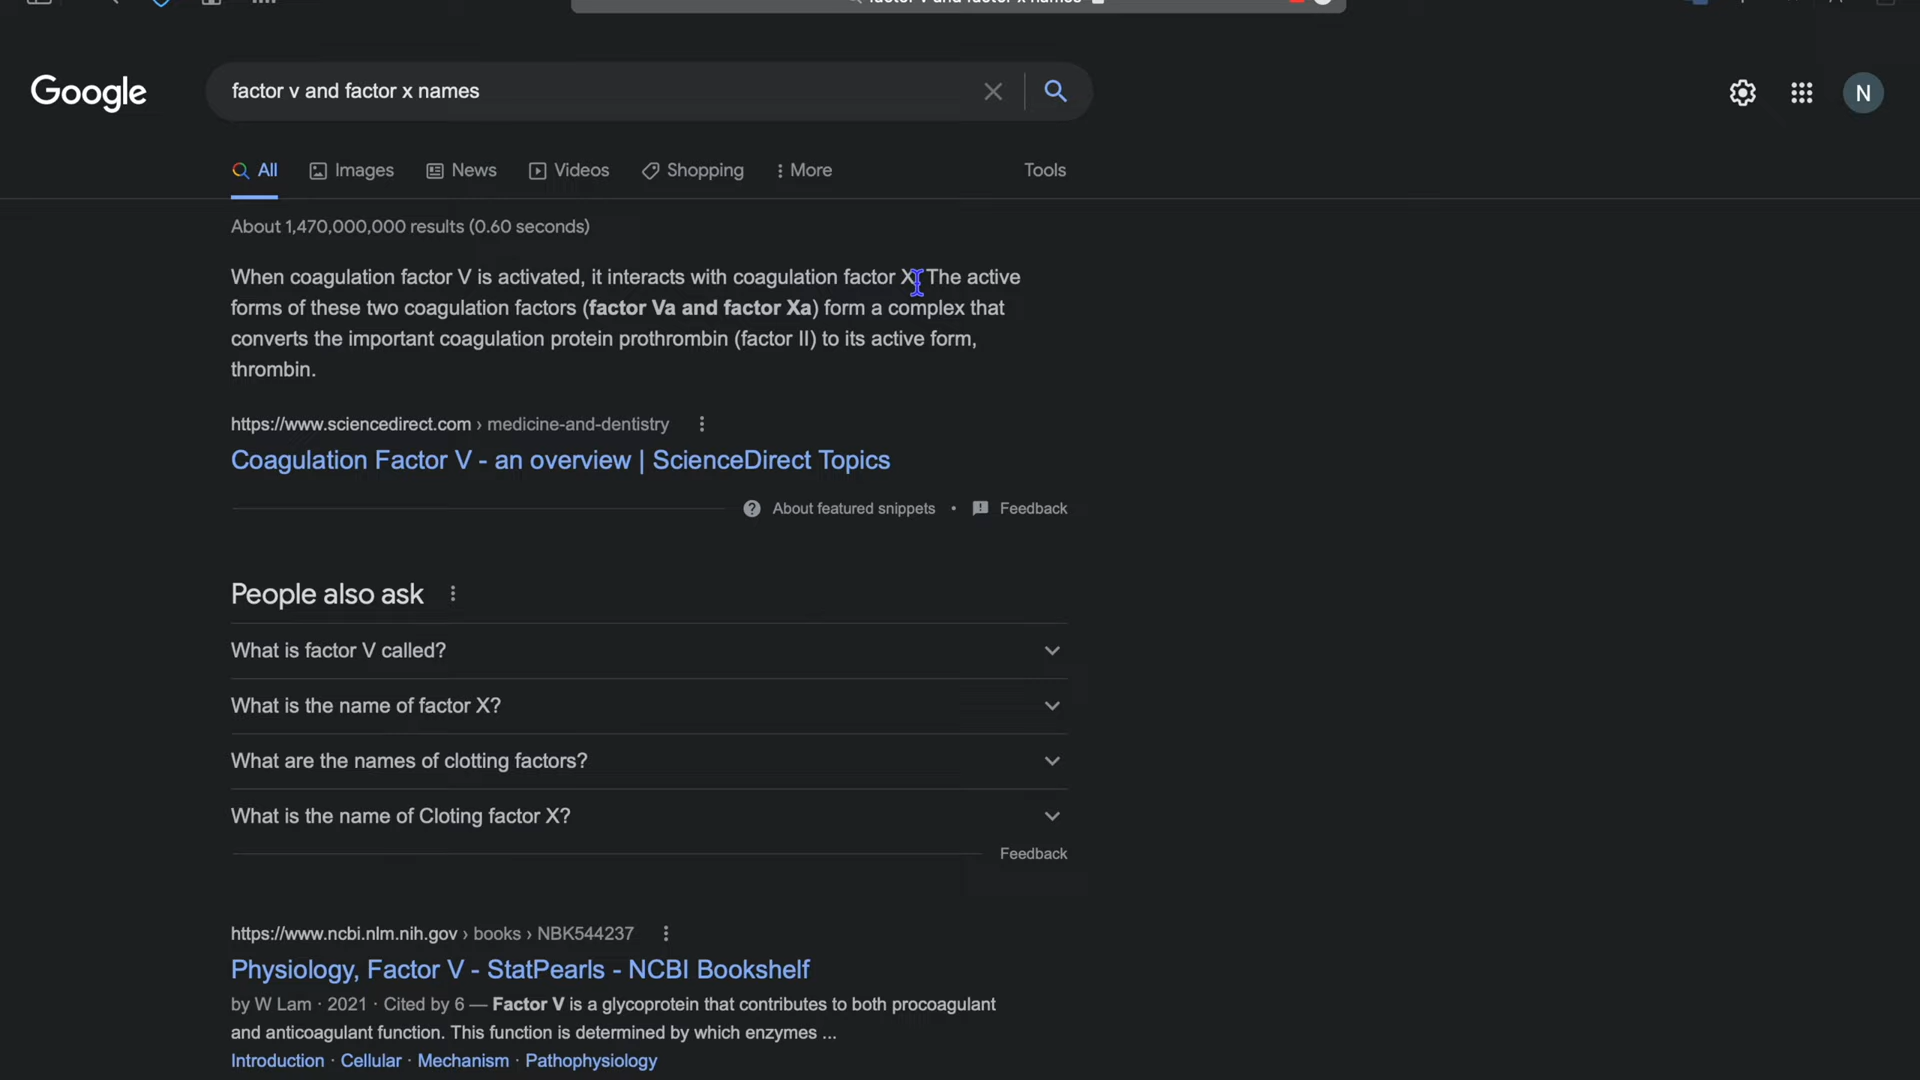 factor v and factor x names
Google
factor v and factor x names
N
All Images News Videos Shopping More Tools
About 1,470,000,000 results (0.60 seconds)
When coagulation factor V is activated, it interacts with coagulation factor X. The active
forms of these two coagulation factors (factor Va and factor Xa) form a complex that
converts the important coagulation protein prothrombin (factor II) to its active form,
thrombin.
https://www.sciencedirect.com › medicine-and-dentistry
Coagulation Factor V - an overview | ScienceDirect Topics
About featured snippets • Feedback
People also ask
What is factor V called?
What is the name of factor X?
What are the names of clotting factors?
What is the name of Cloting factor X?
Feedback
https://www.ncbi.nlm.nih.gov › books › NBK544237
Physiology, Factor V - StatPearls - NCBI Bookshelf
by W Lam · 2021 · Cited by 6 — Factor V is a glycoprotein that contributes to both procoagulant
and anticoagulant function. This function is determined by which enzymes ...
Introduction · Cellular · Mechanism · Pathophysiology